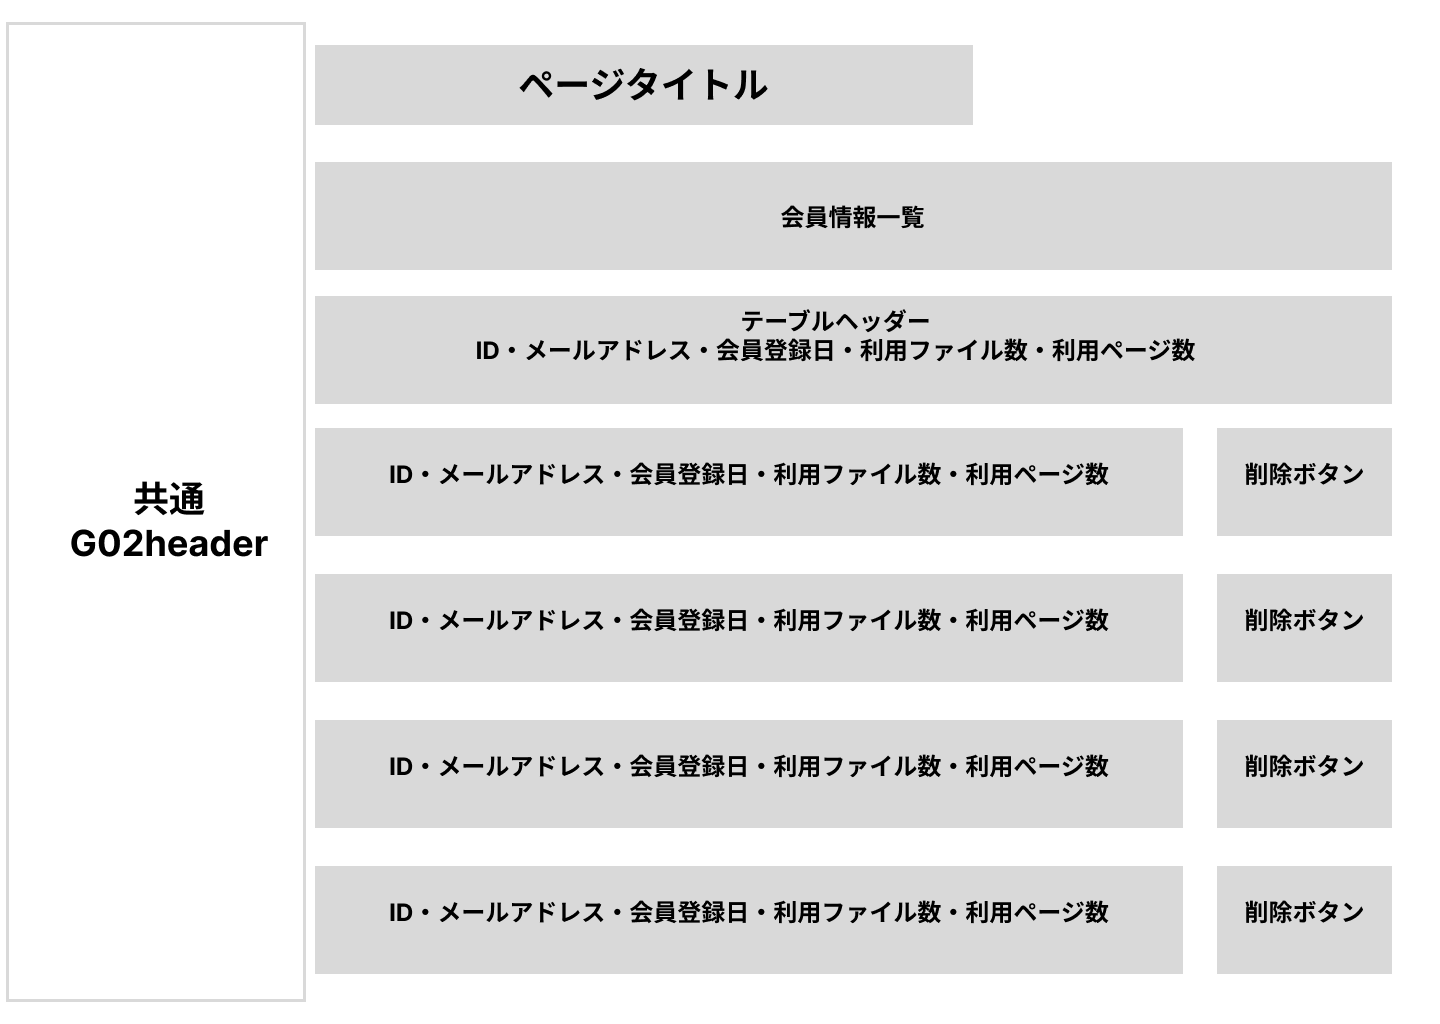 ページタイトル
会員情報一覧
テーブルヘッダー
ID・メールアドレス・会員登録日・利用ファイル数・利用ページ数
共通
G02header
ID・メールアドレス・会員登録日・利用ファイル数・利用ページ数
削除ボタン
ID・メールアドレス・会員登録日・利用ファイル数・利用ページ数
削除ボタン
ID・メールアドレス・会員登録日・利用ファイル数・利用ページ数
削除ボタン
ID・メールアドレス・会員登録日・利用ファイル数・利用ページ数
削除ボタン